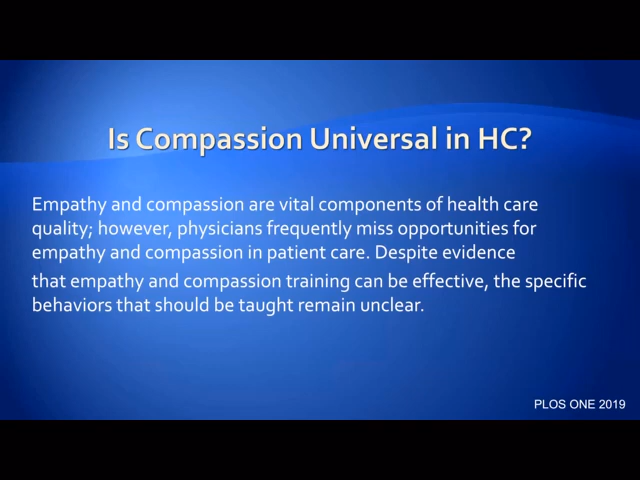 Is Compassion Universal in HC?
Empathy and compassion are vital components of health care
quality; however, physicians frequently miss opportunities for
empathy and compassion in patient care. Despite evidence
that empathy and compassion training can be effective, the specific
behaviors that should be taught remain unclear.
PLOS ONE 2019